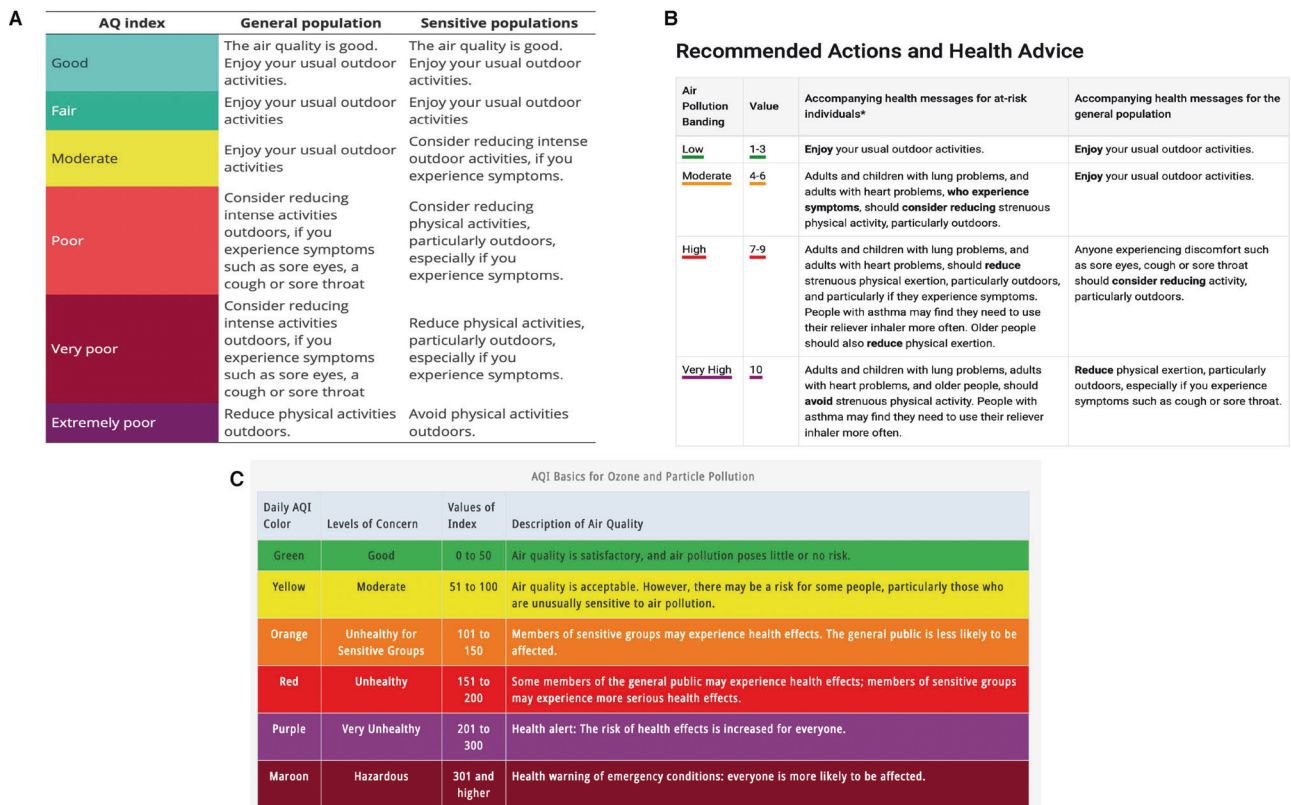 A
AQ index General population Sensitive populations
Good
The air quality is good.
Enjoy your usual outdoor
activities.
The air quality is good.
Enjoy your usual outdoor
activities.
Fair
Enjoy your usual outdoor
activities
Enjoy your usual outdoor
activities
Moderate
Enjoy your usual outdoor
activities
Consider reducing intense
outdoor activities, if you
experience symptoms.
Poor
Consider reducing
intense activities
outdoors, if you
experience symptoms
such as sore eyes, a
cough or sore throat
Consider reducing
physical activities,
particularly outdoors,
especially if you
experience symptoms.
Very poor
Consider reducing
intense activities
outdoors, if you
experience symptoms
such as sore eyes, a
cough or sore throat
Reduce physical activities,
particularly outdoors,
especially if you
experience symptoms.
Extremely poor
Reduce physical activities
outdoors.
Avoid physical activities
outdoors.
B
Recommended Actions and Health Advice
Air
Pollution
Banding
Value
Accompanying health messages for at-risk
individuals*
Accompanying health messages for the
general population
Low
1-3
Enjoy your usual outdoor activities.
Enjoy your usual outdoor activities.
Moderate
4-6
Adults and children with lung problems, and
adults with heart problems, who experience
symptoms, should consider reducing strenuous
physical activity, particularly outdoors.
Enjoy your usual outdoor activities.
High
7-9
Adults and children with lung problems, and
adults with heart problems, should reduce
strenuous physical exertion, particularly outdoors,
and particularly if they experience symptoms.
People with asthma may find they need to use
their reliever inhaler more often. Older people
should also reduce physical exertion.
Anyone experiencing discomfort such
as sore eyes, cough or sore throat
should consider reducing activity,
particularly outdoors.
Very High
10
Adults and children with lung problems, adults
with heart problems, and older people, should
avoid strenuous physical activity. People with
asthma may find they need to use their reliever
inhaler more often.
Reduce physical exertion, particularly
outdoors, especially if you experience
symptoms such as cough or sore throat.
C
AQI Basics for Ozone and Particle Pollution
Daily AQI
Color
Levels of Concern
Values of
Index
Description of Air Quality
Green
Good
0 to 50
Air quality is satisfactory, and air pollution poses little or no risk.
Yellow
Moderate
51 to 100
Air quality is acceptable. However, there may be a risk for some people, particularly those who
are unusually sensitive to air pollution.
Orange
Unhealthy for
Sensitive Groups
101 to
150
Members of sensitive groups may experience health effects. The general public is less likely to be
affected.
Red
Unhealthy
151 to
200
Some members of the general public may experience health effects; members of sensitive groups
may experience more serious health effects.
Purple
Very Unhealthy
201 to
300
Health alert: The risk of health effects is increased for everyone.
Maroon
Hazardous
301 and
higher
Health warning of emergency conditions: everyone is more likely to be affected.